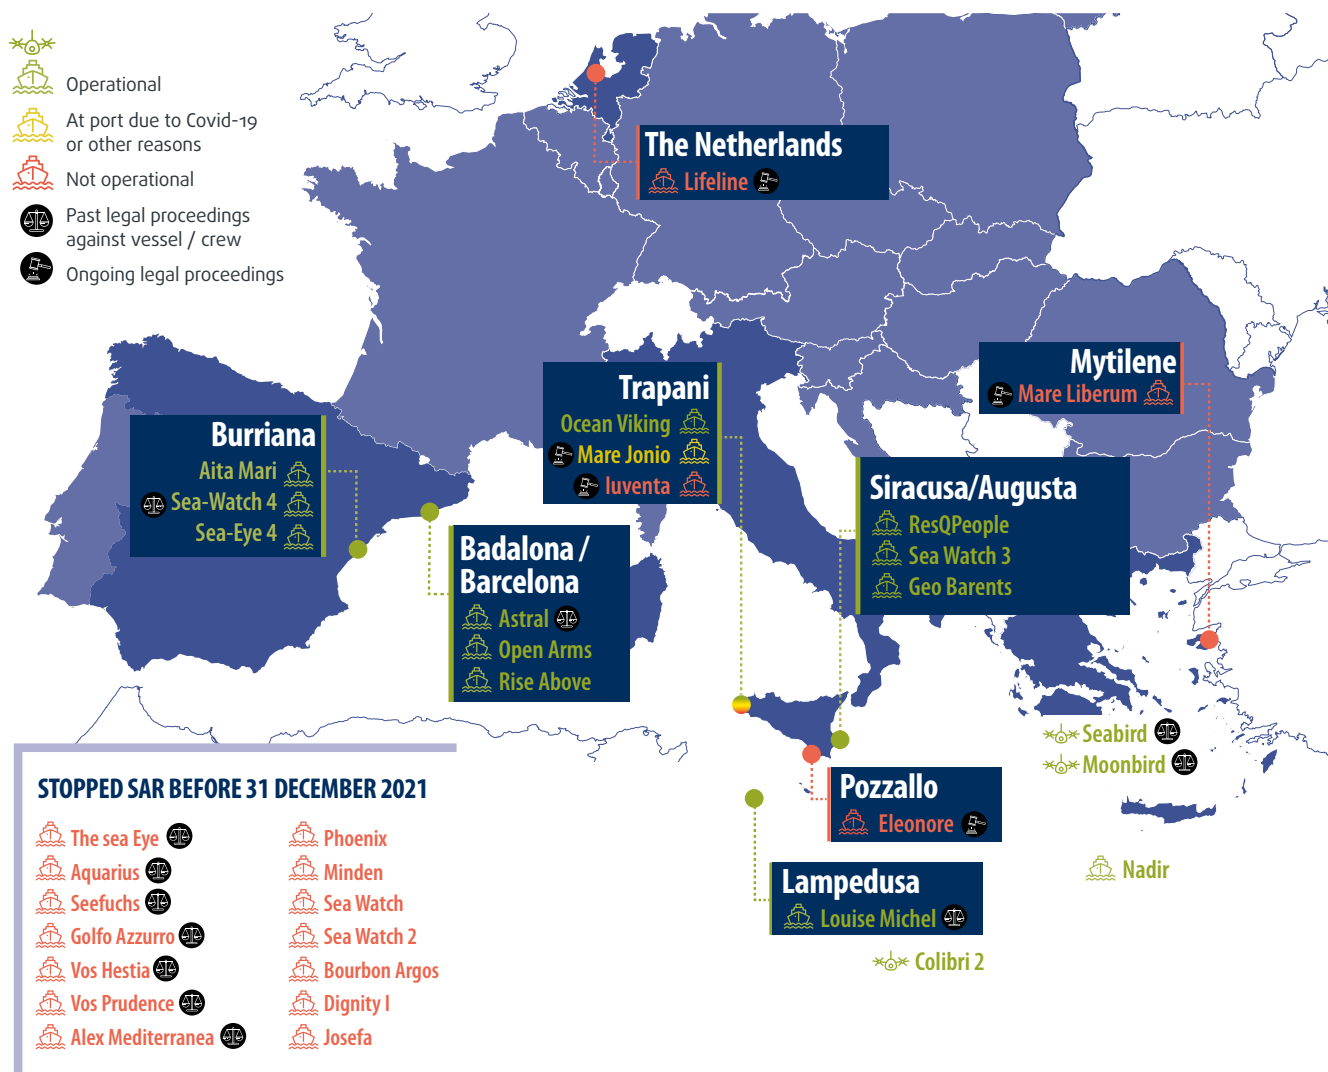 Operational
At port due to Covid-19
or other reasons
Not operational
Past legal proceedings
against vessel / crew
Ongoing legal proceedings
The Netherlands
Lifeline
Mytilene
Mare Liberum
Trapani
Ocean Viking
Mare Jonio
Iuventa
Burriana
Aita Mari
Sea-Watch 4
Sea-Eye 4
Siracusa/Augusta
ResQPeople
Sea Watch 3
Geo Barents
Badalona /
Barcelona
Astral
Open Arms
Rise Above
Seabird
Moonbird
Pozzallo
Eleonore
Nadir
Lampedusa
Louise Michel
Colibri 2
STOPPED SAR BEFORE 31 DECEMBER 2021
The sea Eye
Aquarius
Seefuchs
Golfo Azzurro
Vos Hestia
Vos Prudence
Alex Mediterranea
Phoenix
Minden
Sea Watch
Sea Watch 2
Bourbon Argos
Dignity I
Josefa